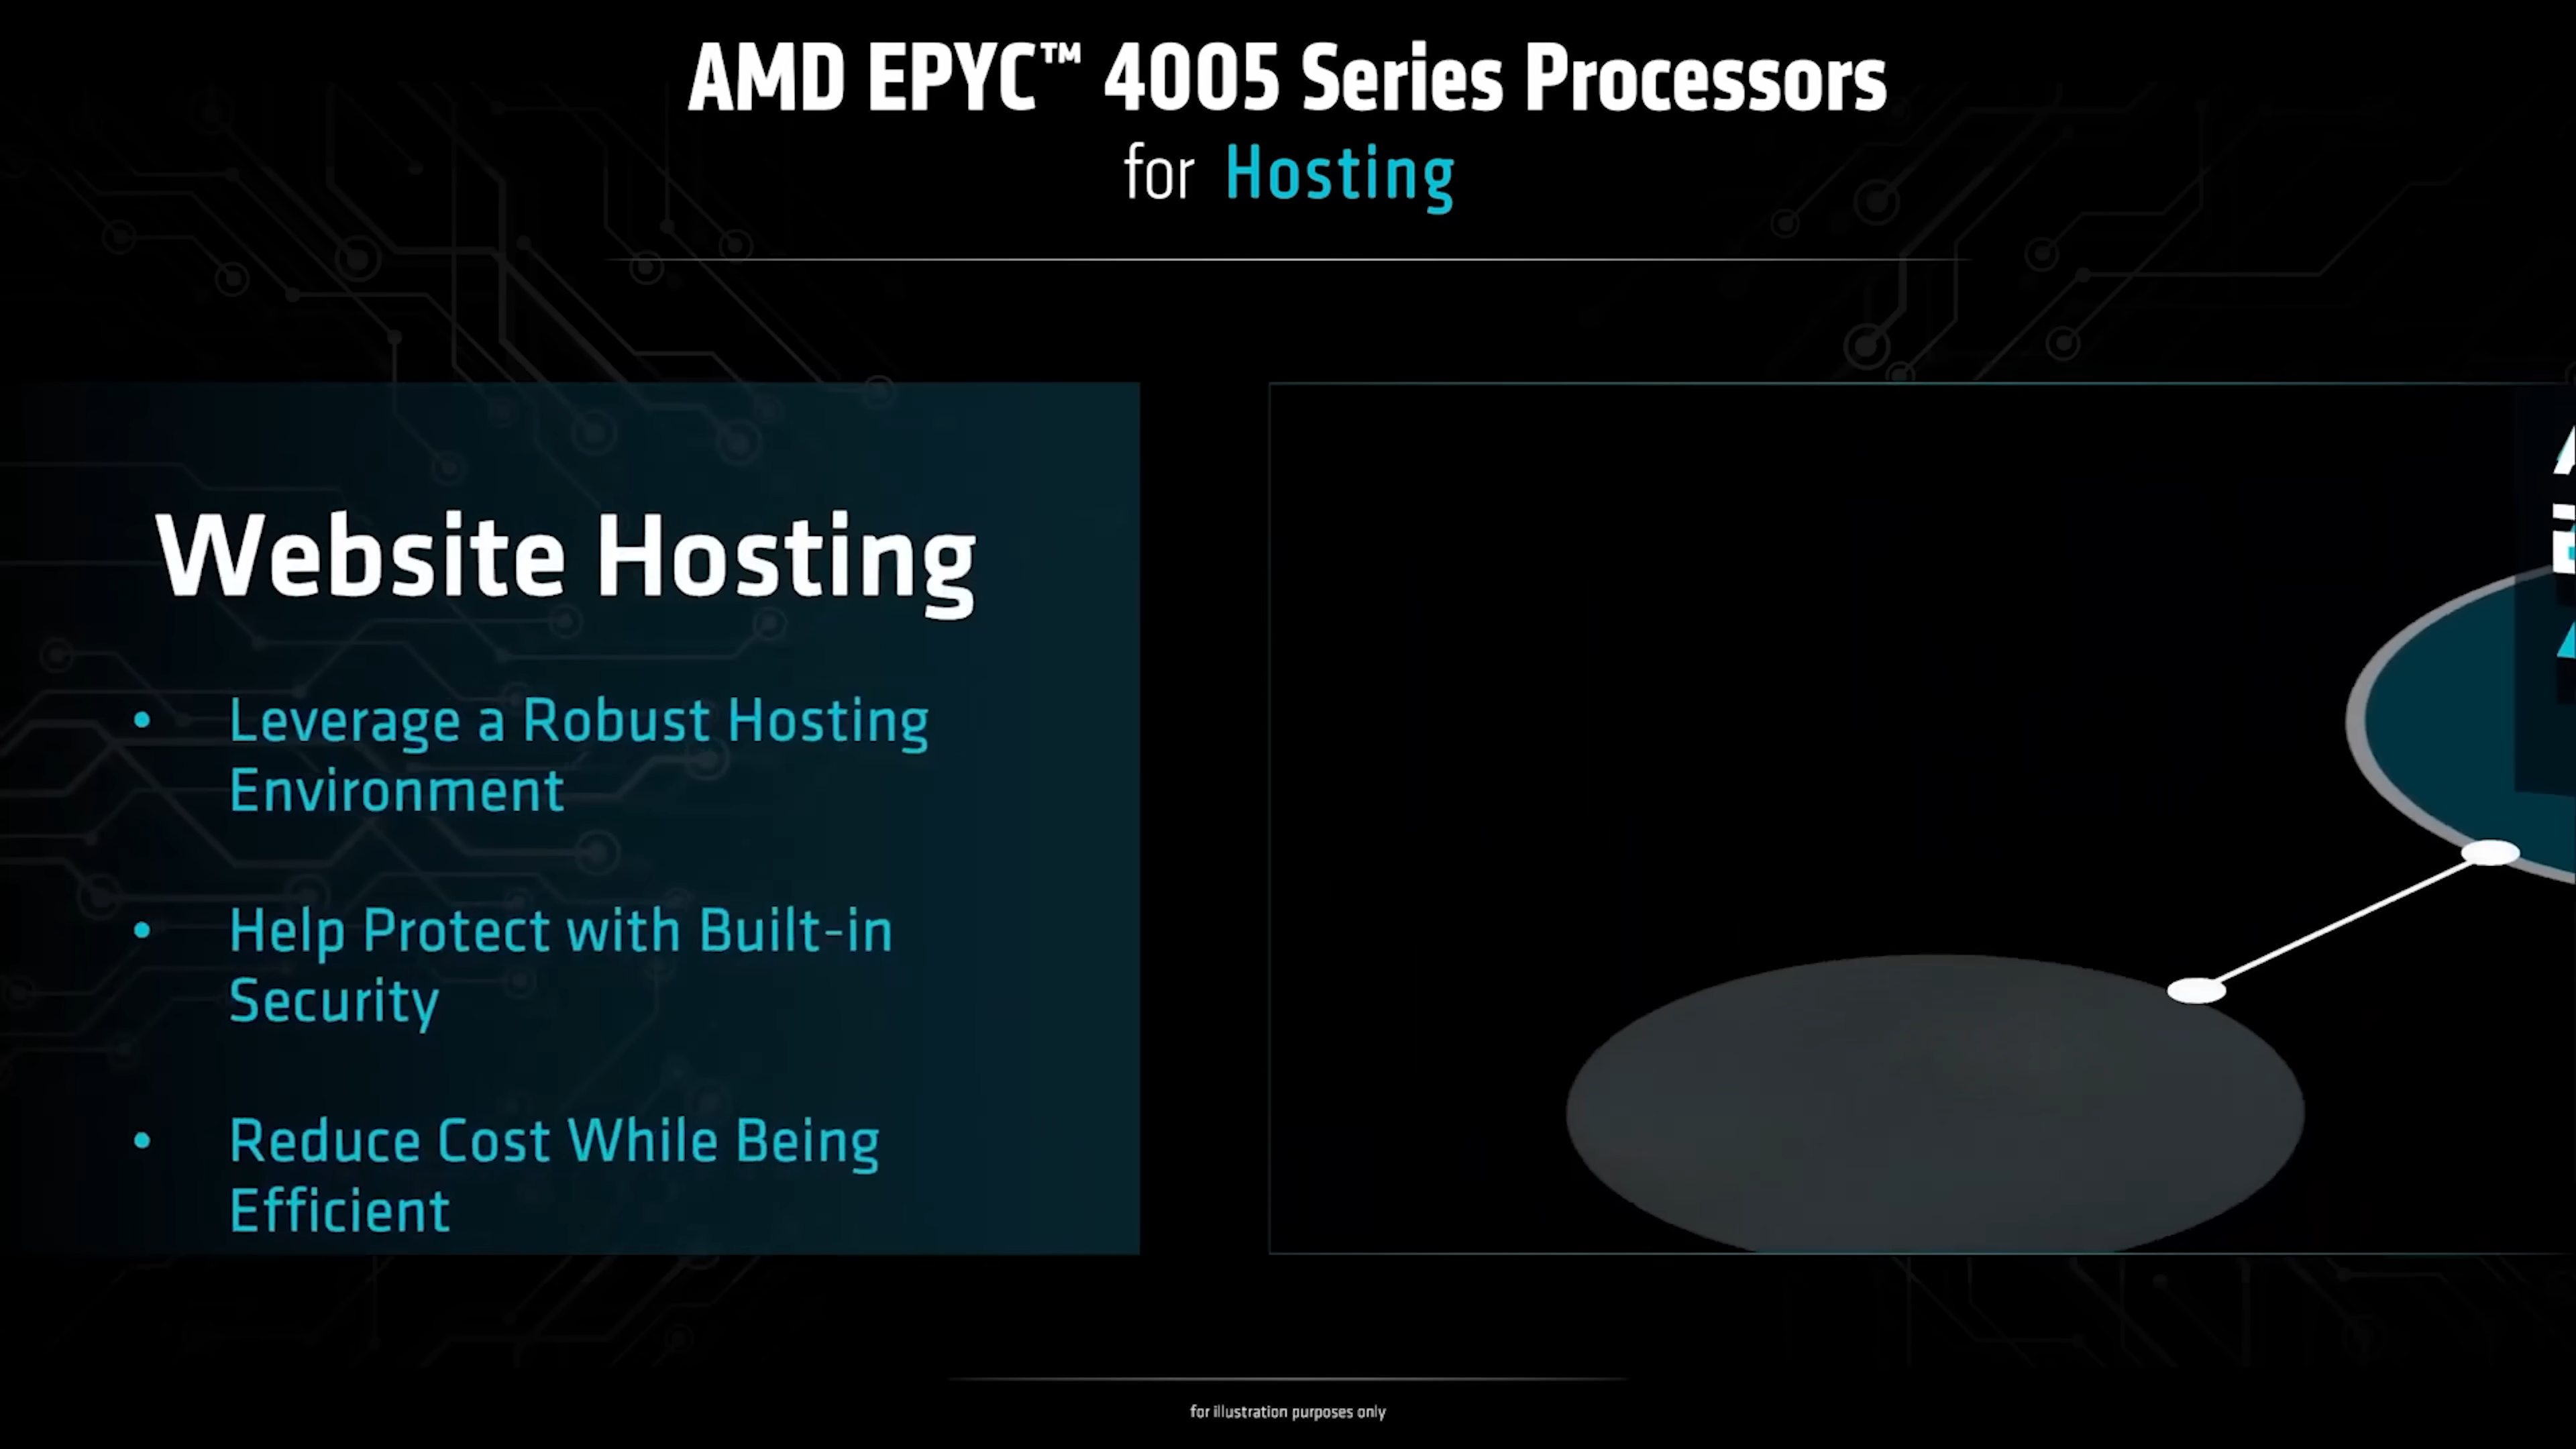 AMD EPYC™ 4005 Series Processors
for Hosting
Website Hosting
• Leverage a Robust Hosting
Environment
• Help Protect with Built-in
Security
• Reduce Cost While Being
Efficient
for illustration purposes only